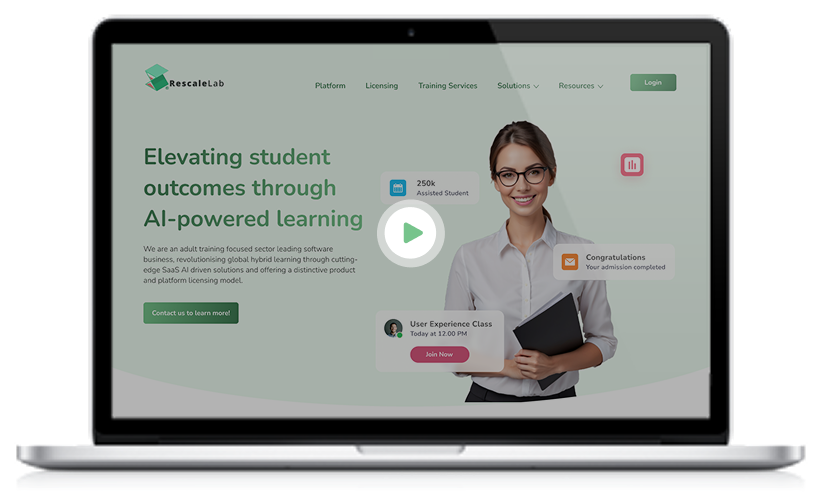 RescaleLab
Platform
Licensing
Training Services
Solutions
Resources
Login
Elevating student
outcomes through
AI-powered learning
We are an adult training focused sector leading software
business, revolutionising global hybrid learning through cutting-
edge SaaS AI driven solutions and offering a distinctive product
and platform licensing model.
Contact us to learn more!
250k
Assisted Student
Congratulations
Your admission completed
User Experience Class
Today at 12.00 PM
Join Now